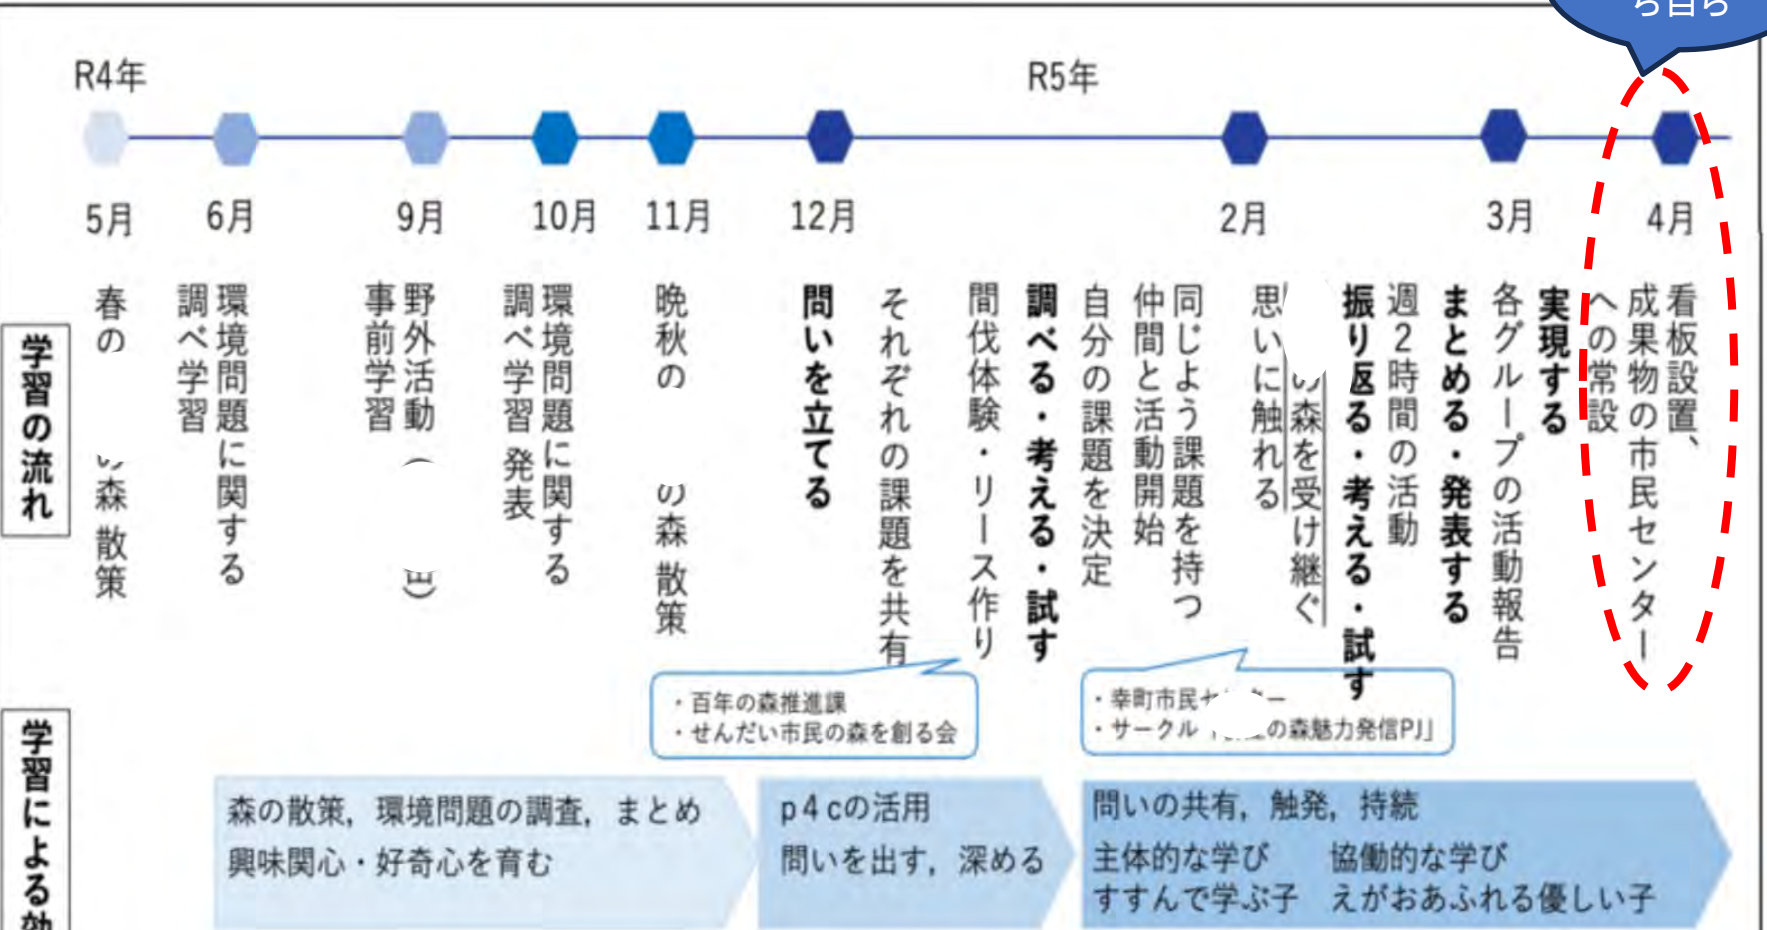 ら自ら
R4年
R5年
5月
6月
9月
10月
11月
12月
2月
3月
4月
学習の流れ
春の
の森 散策
環境問題に関する
調べ学習
野外活動（
）
事前学習
環境問題に関する
調べ学習 発表
晩秋の
の森 散策
問いを立てる
それぞれの課題を共有
間伐体験・リース作り
調べる・考える・試す
自分の課題を決定
同じよう課題を持つ
仲間と活動開始
の森を受け継ぐ
思いに触れる
振り返る・考える・試す
週２時間の活動
まとめる・発表する
各グループの活動報告
実現する
看板設置、
成果物の市民センター
への常設
・百年の森推進課
・せんだい市民の森を創る会
・幸町市民セ
ー
・サークル
の森魅力発信PJ」
学習による効
森の散策，環境問題の調査，まとめ
興味関心・好奇心を育む
p４cの活用
問いを出す，深める
問いの共有，触発，持続
主体的な学び 協働的な学び
すすんで学ぶ子 えがおあふれる優しい子